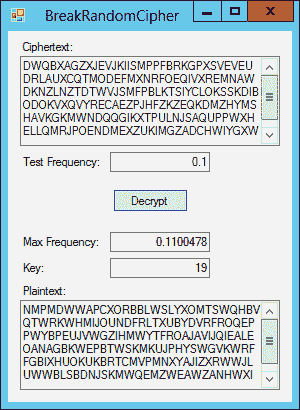 BreakRandomCipher
Ciphertext:
DWQBXAGZXJEVJKIISMPPFBRKGPXSVEVEU
DRLAUXCQTMODEFMXNRFOEQIVXREMNAW
DKNZLNZTDTWVJSMFPBLKTSIYCLOKSSKDIB
ODOKVXQVYRECAEZPJHFZKZEQKDMZHYMS
HAVKGKMWNDQQGIKXTPULNJSAQUPPWXH
ELLQMRJPOENDMEXZUKIMGZADCHWIYGXW
Test Frequency:
0.1
Decrypt
Max Frequency:
0.1100478
Key:
19
Plaintext:
NMPMDWWAPCXORBBLWSLYXOMTSWQHBV
QTWRKWHMIJOUNDFRLTXUBYDVRFROQEP
PWYBPEUJVWGZIHMWYTFROAJAVIJQIEALE
OANAGBKWEPBTWSKMKUJPHYSWGVKWRF
FGBIXHUOKUKBRTCMVPMNXYAJIZXRWWJL
UWWBLSBDNJSKMWQEMZWEAWZANHWXI